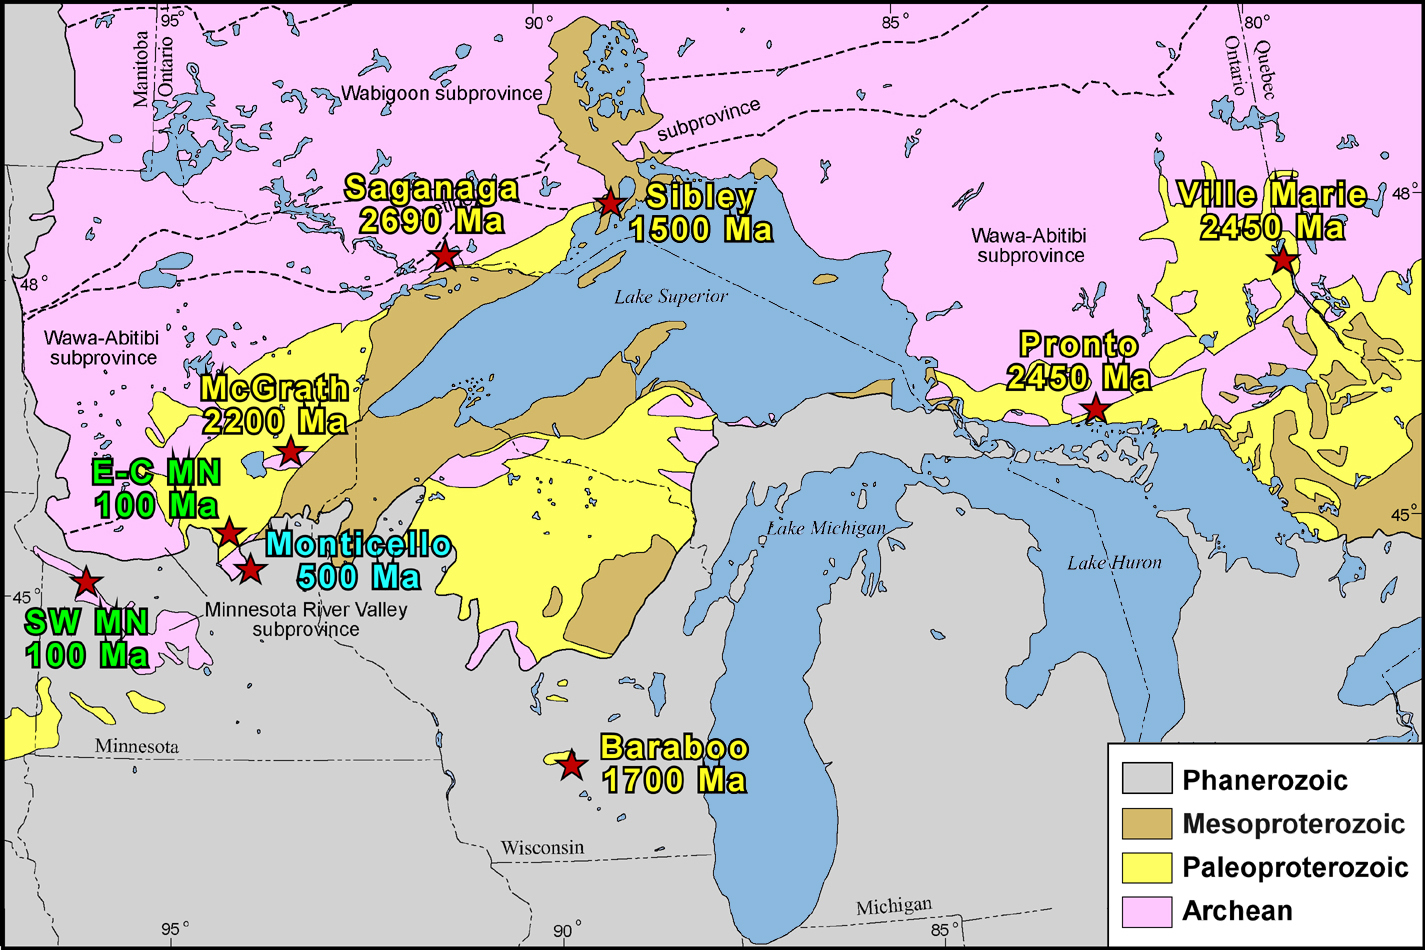 95°
90°
85°
80°
Manitoba
Ontario
Ontario
Quebec
Wabigoon subprovince
subprovince
Saganaga
2690 Ma
Sibley
1500 Ma
Ville Marie
2450 Ma
48°
Wawa-Abitibi
subprovince
48°
Lake Superior
Wawa-Abitibi
subprovince
Pronto
2450 Ma
McGrath
2200 Ma
E-C MN
100 Ma
45°
Lake Michigan
Monticello
500 Ma
Lake Huron
45°
Minnesota River Valley
subprovince
SW MN
100 Ma
Minnesota
Baraboo
1700 Ma
Wisconsin
Michigan
95°
90°
85°
Phanerozoic
Mesoproterozoic
Paleoproterozoic
Archean